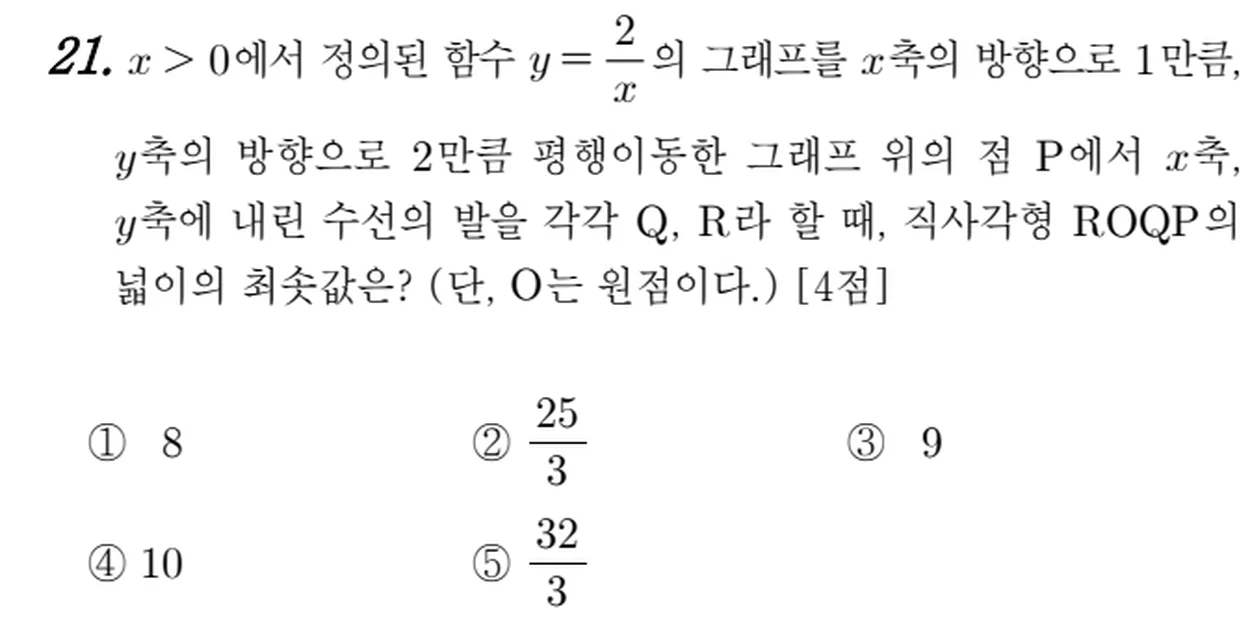 21. x > 0에서 정의된 함수 y = 2/x 의 그래프를 x축의 방향으로 1만큼,
y축의 방향으로 2만큼 평행이동한 그래프 위의 점 P에서 x축,
y축에 내린 수선의 발을 각각 Q, R라 할 때, 직사각형 ROQP의
넓이의 최솟값은? (단, O는 원점이다.) [4점]
① 8 ② 25/3 ③ 9
④ 10 ⑤ 32/3